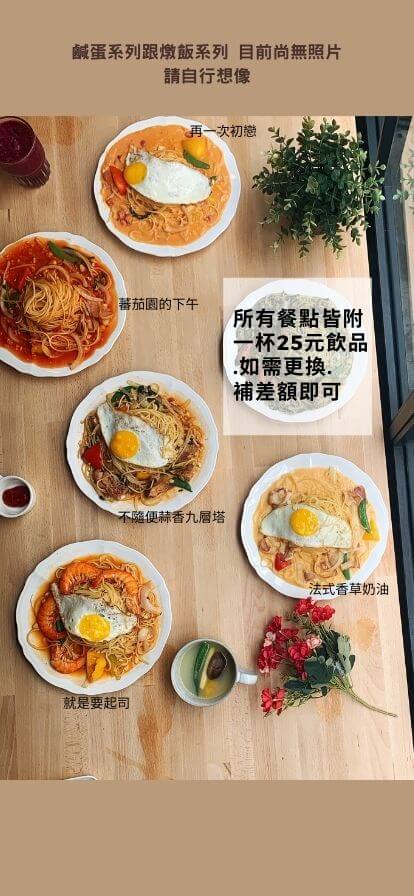 鹹蛋系列跟燉飯系列 目前尚無照片
請自行想像
再一次初戀
蕃茄園的下午
所有餐點皆附
一杯25元飲品
.如需更換.
補差額即可
不隨便蒜香九層塔
法式香草奶油
就是要起司